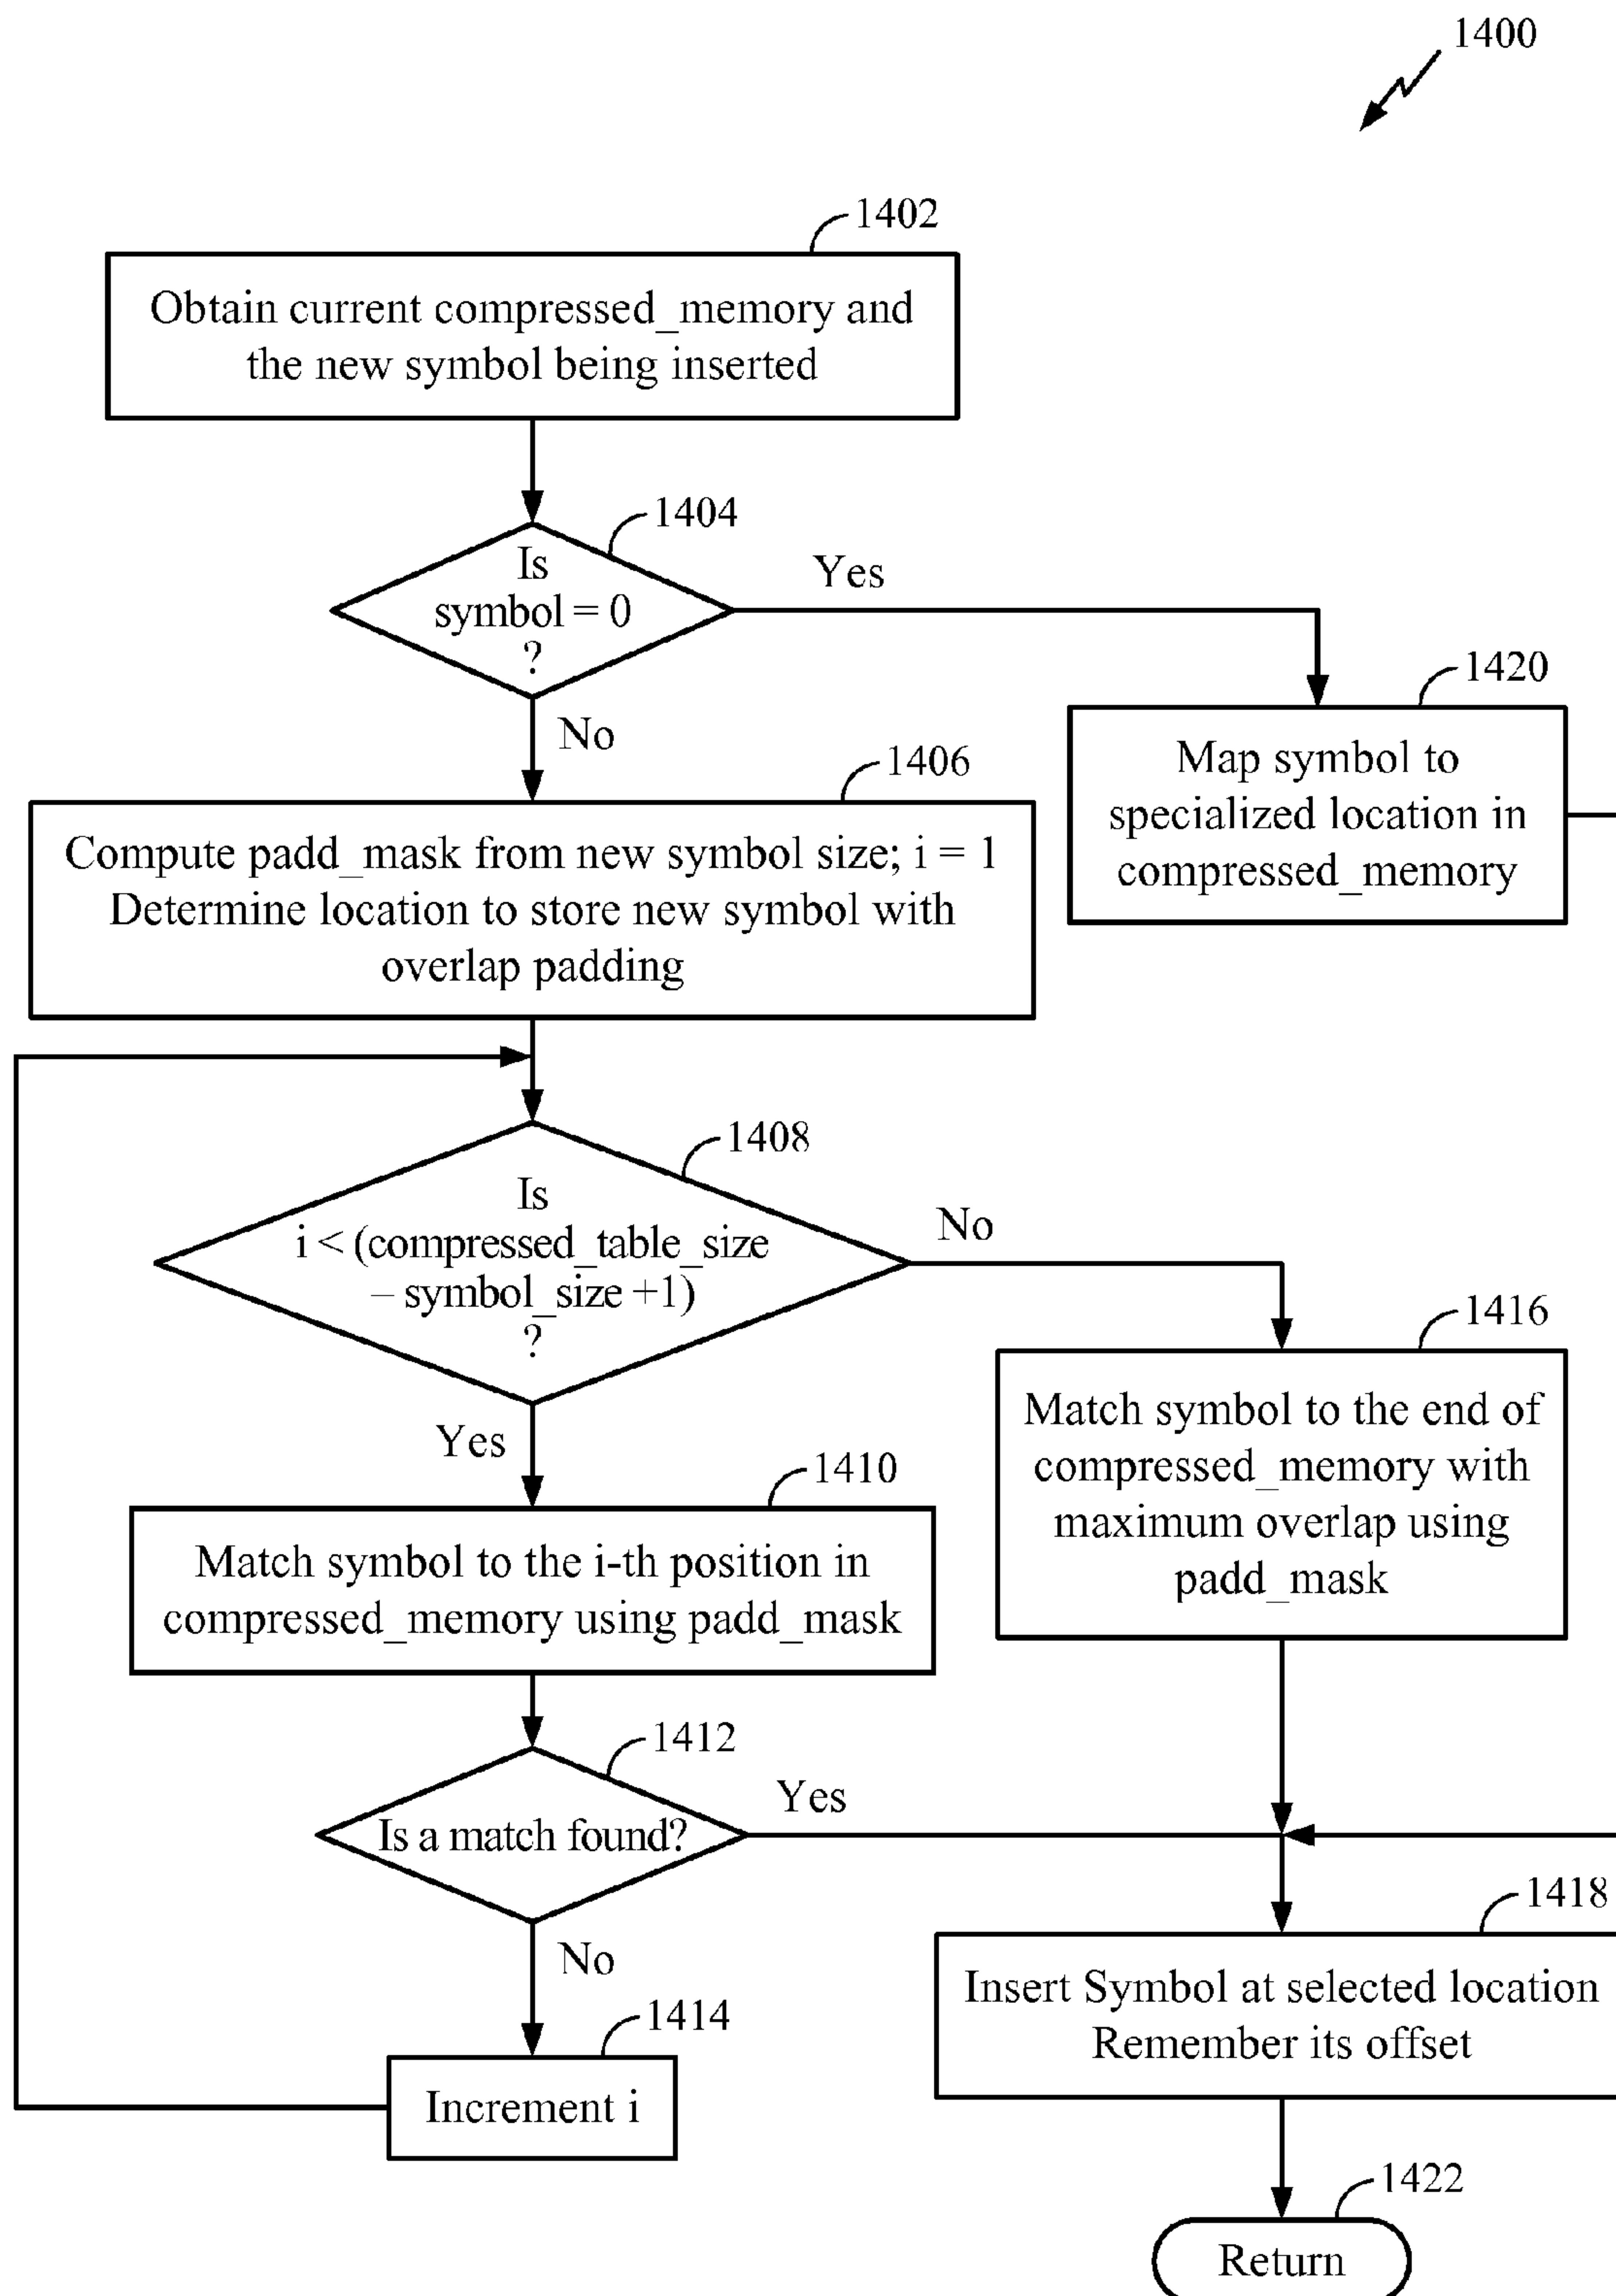 1400
1402
Obtain current compressed_memory and
the new symbol being inserted
1404
Is
symbol = 0
?
Yes
No
1420
Map symbol to
specialized location in
compressed_memory
1406
Compute padd_mask from new symbol size; i = 1
Determine location to store new symbol with
overlap padding
1408
Is
i < (compressed_table_size
– symbol_size +1)
?
No
Yes
1416
Match symbol to the end of
compressed_memory with
maximum overlap using
padd_mask
1410
Match symbol to the i-th position in
compressed_memory using padd_mask
1412
Is a match found?
Yes
No
1418
Insert Symbol at selected location
Remember its offset
1414
Increment i
1422
Return